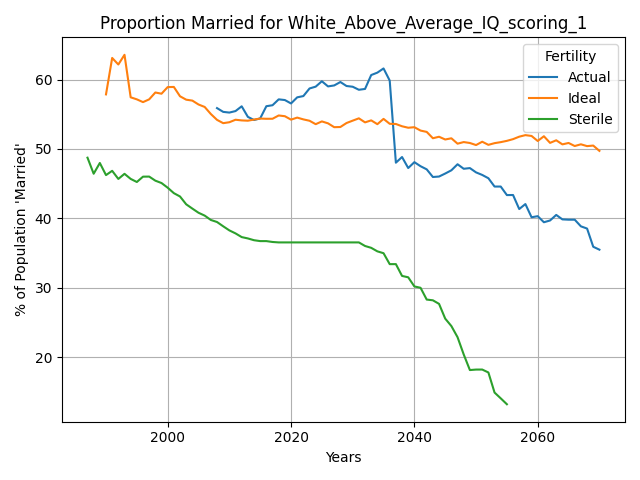 Proportion Married for White_Above_Average_IQ_scoring_1
% of Population 'Married'
60
50
40
30
20
2000
2020
2040
2060
Years
Fertility
Actual
Ideal
Sterile